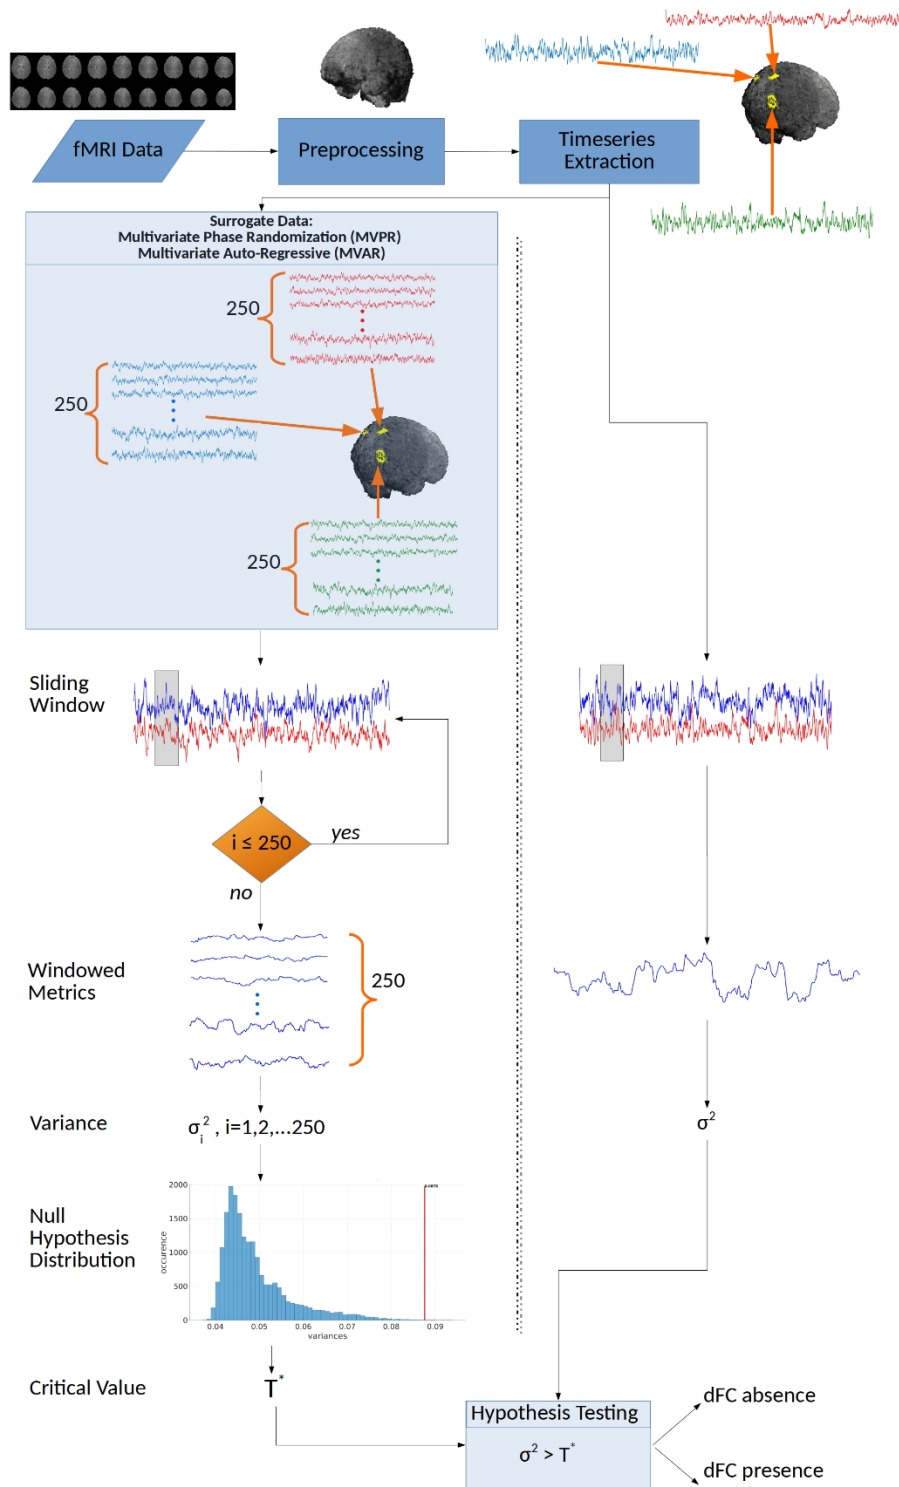 fMRI Data
Preprocessing
Timeseries
Extraction
Surrogate Data:
Multivariate Phase Randomization (MVPR)
Multivariate Auto-Regressive (MVAR)
250
250
250
Sliding
Window
i ≤ 250
yes
no
Windowed
Metrics
250
Variance
σᵢ² , i=1,2,...250
σ²
Null
Hypothesis
Distribution
occurence
2000
1500
1000
500
0
0.04
0.05
0.06
0.07
0.08
0.09
variances
Critical Value
T*
Hypothesis Testing
σ² > T*
dFC absence
dFC presence